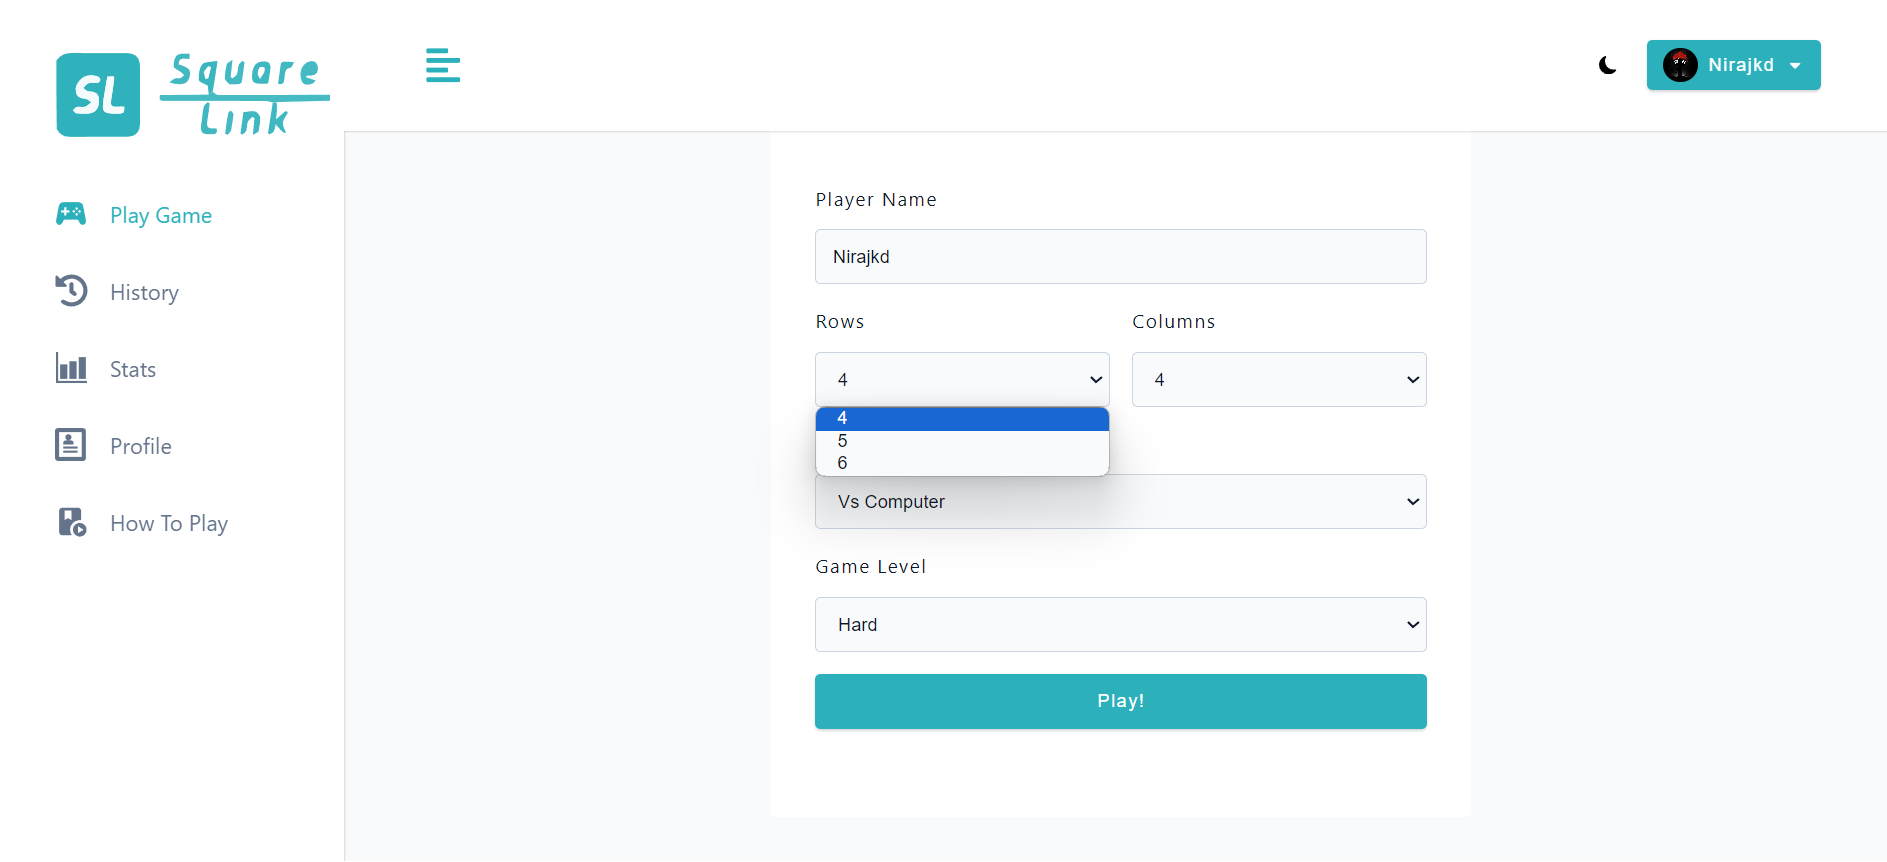 SL
Square
Link
Nirajkd
Play Game
History
Stats
Profile
How To Play
Player Name
Nirajkd
Rows
Columns
4
4
4
5
6
Vs Computer
Game Level
Hard
Play!